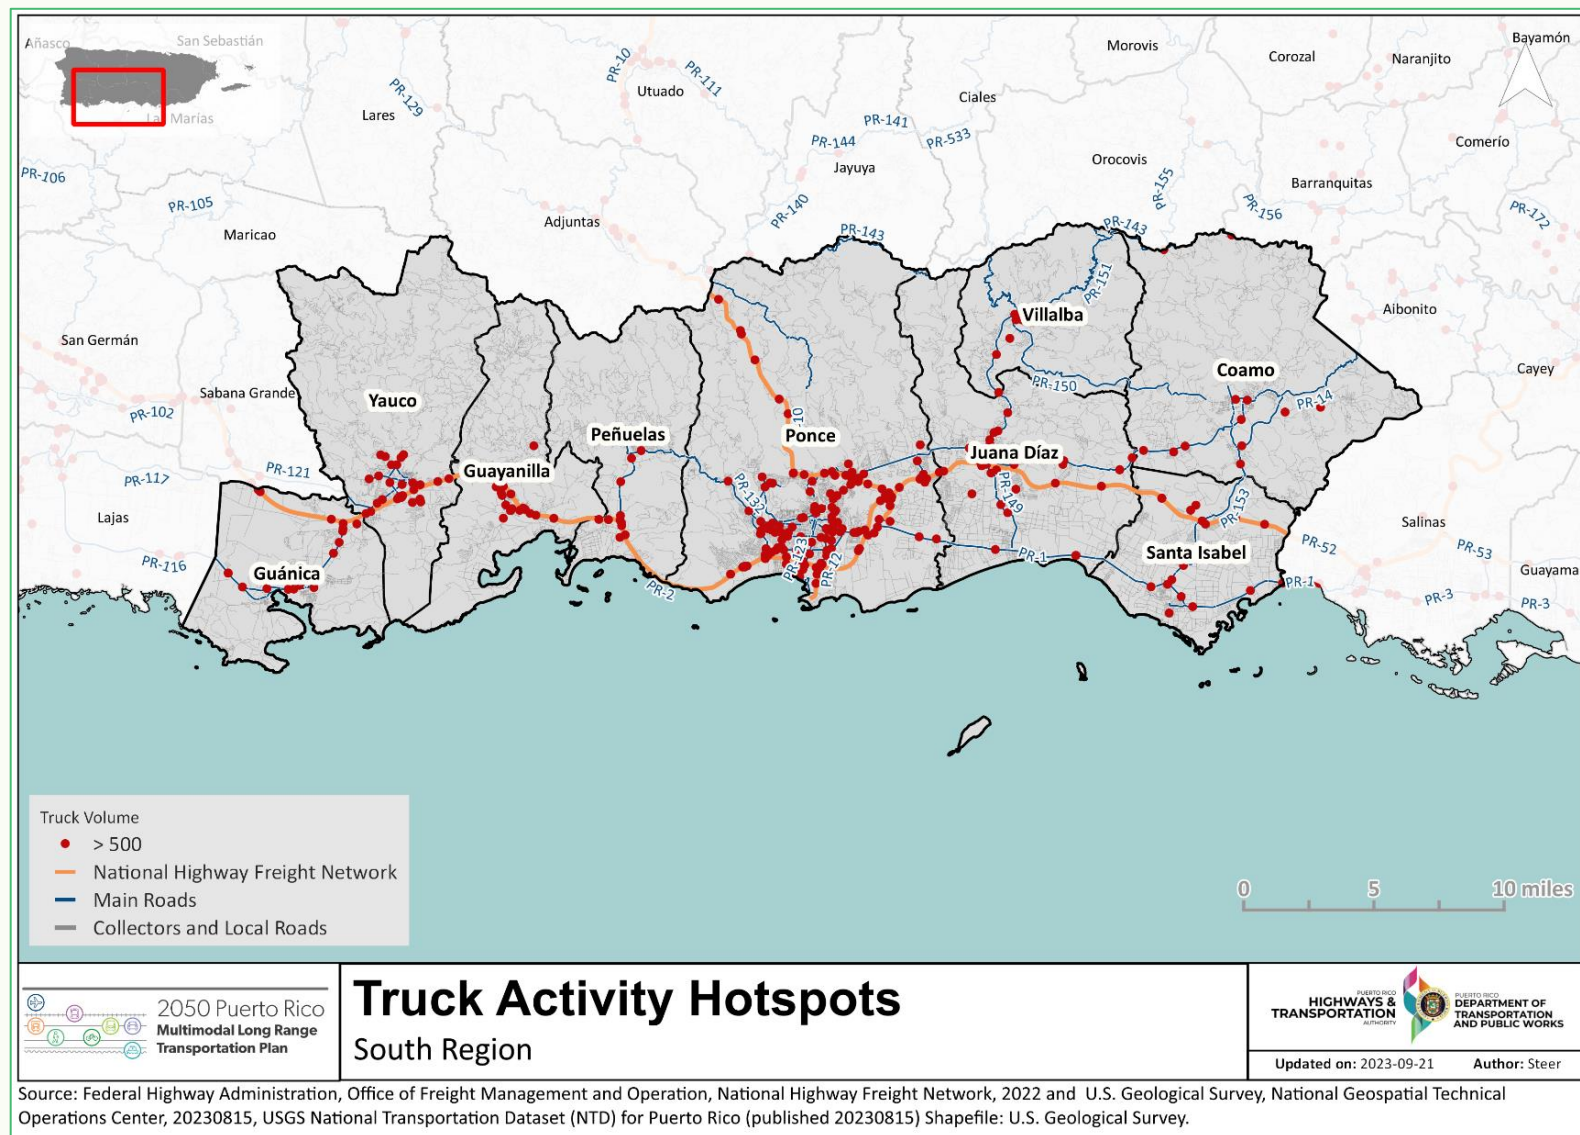 Añasco
San Sebastián
Las Marías
PR-10
PR-111
Utuado
PR-129
Lares
Morovis
Corozal
Naranjito
Bayamón
Ciales
PR-141
PR-144
PR-533
Jayuya
Orocovis
Comerío
Barranquitas
PR-155
PR-156
PR-172
PR-106
PR-105
PR-140
Maricao
Adjuntas
PR-143
PR-143
PR-151
Villalba
Aibonito
San Germán
Sabana Grande
PR-102
Yauco
PR-150
Coamo
PR-14
Cayey
Peñuelas
Ponce
PR-10
Juana Díaz
Guayanilla
PR-121
PR-117
PR-132
PR-149
PR-153
Lajas
PR-116
Guánica
PR-123
PR-12
PR-2
PR-1
Santa Isabel
PR-1
Salinas
PR-52
PR-53
Guayama
PR-3
PR-3
Truck Volume
> 500
National Highway Freight Network
Main Roads
Collectors and Local Roads
0 5 10 miles
2050 Puerto Rico
Multimodal Long Range
Transportation Plan
Truck Activity Hotspots
South Region
PUERTO RICO
HIGHWAYS &
TRANSPORTATION
AUTHORITY
PUERTO RICO
DEPARTMENT OF
TRANSPORTATION
AND PUBLIC WORKS
Updated on: 2023-09-21 Author: Steer
Source: Federal Highway Administration, Office of Freight Management and Operation, National Highway Freight Network, 2022 and U.S. Geological Survey, National Geospatial Technical
Operations Center, 20230815, USGS National Transportation Dataset (NTD) for Puerto Rico (published 20230815) Shapefile: U.S. Geological Survey.